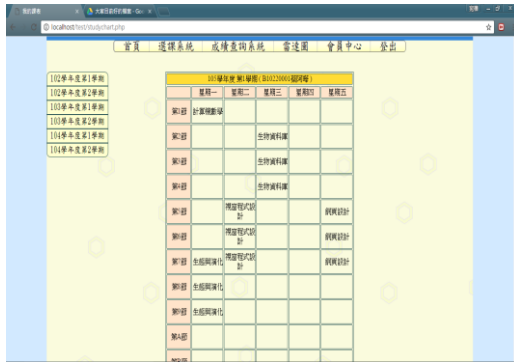 我的課表
localhost/test/studychart.php
首頁 選課系統 成績查詢系統 雷達圖 會員中心 登出
102學年度第1學期
102學年度第2學期
103學年度第1學期
103學年度第2學期
104學年度第1學期
104學年度第2學期
星期一 星期二 星期三 星期四 星期五
第1節 計算機數學
第2節 生物資料庫
第3節 生物資料庫
第4節 生物資料庫
第5節 視窗程式設計 網頁設計
第6節 視窗程式設計 網頁設計
第7節 生態與演化 視窗程式設計 網頁設計
第8節 生態與演化
第9節 生態與演化
第A節